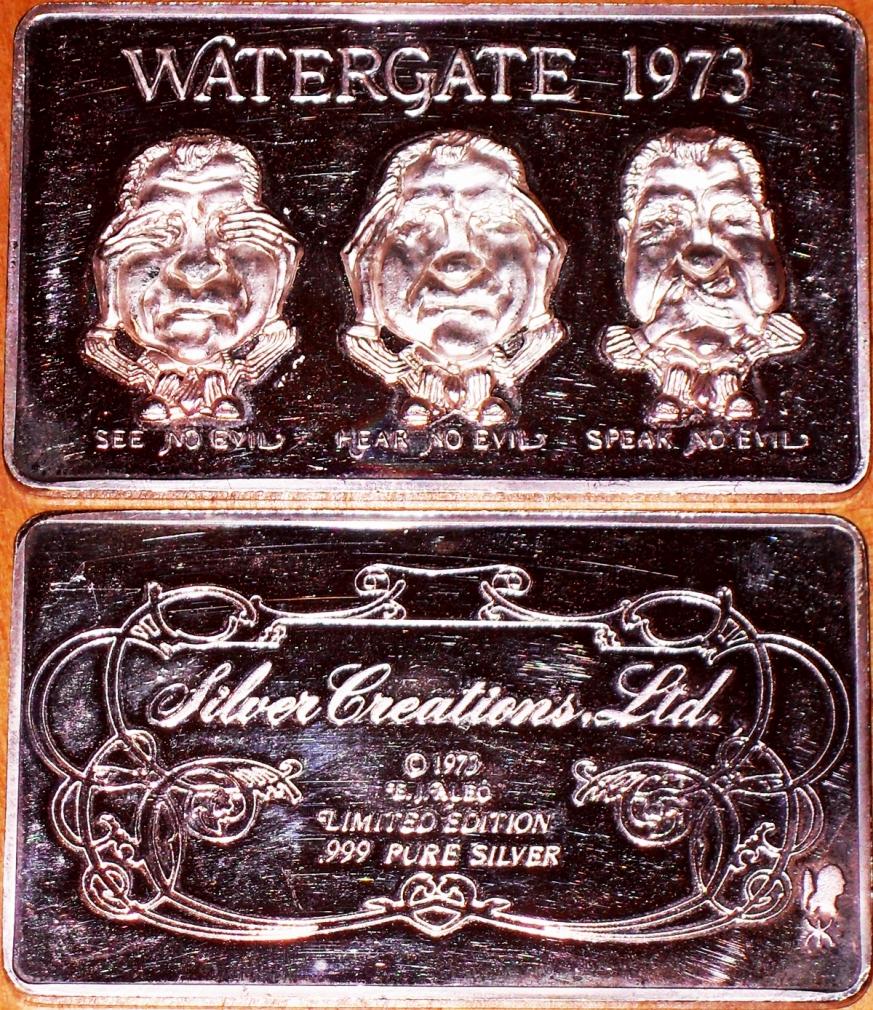 WATERGATE 1973
SEE NO EVIL HEAR NO EVIL SPEAK NO EVIL
Silver Creations, Ltd.
© 1973
E.J. ALEO
LIMITED EDITION
.999 PURE SILVER